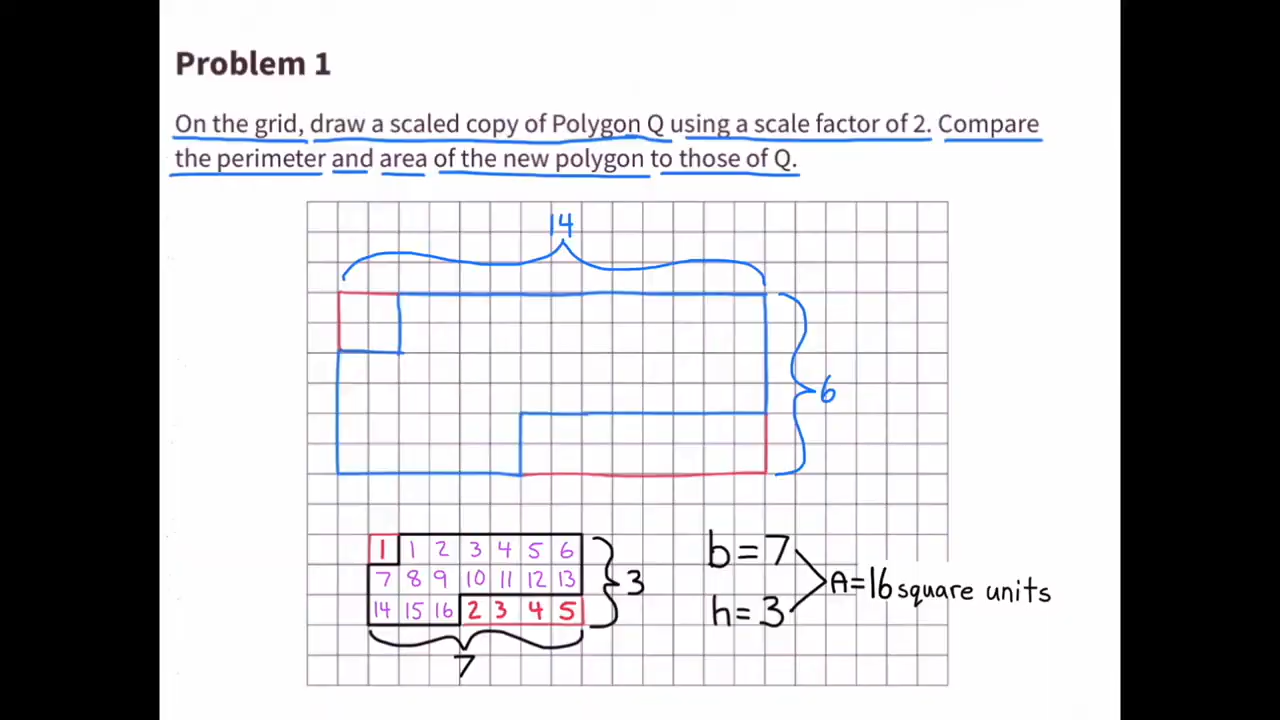 Problem 1
On the grid, draw a scaled copy of Polygon Q using a scale factor of 2. Compare
the perimeter and area of the new polygon to those of Q.
14
6
1 1 2 3 4 5 6
7 8 9 10 11 12 13
14 15 16 2 3 4 5
3
7
b=7
h=3
A=16 square units